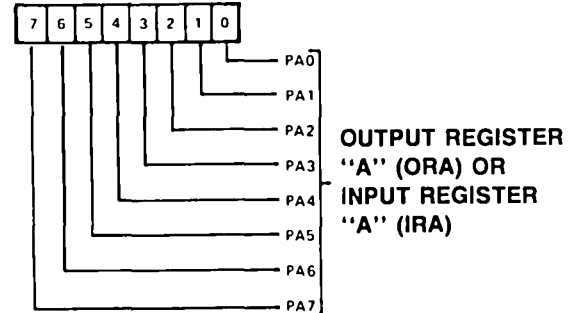 7 6 5 4 3 2 1 0
PA0
PA1
PA2
PA3
PA4
PA5
PA6
PA7
OUTPUT REGISTER
"A" (ORA) OR
INPUT REGISTER
"A" (IRA)